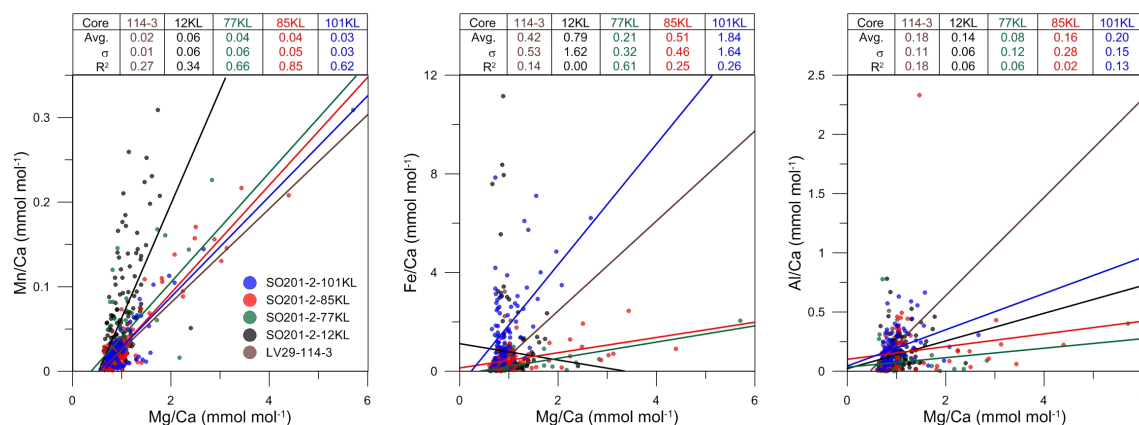 Core 114-3 12KL 77KL 85KL 101KL
Avg. 0.02 0.06 0.04 0.04 0.03
σ 0.01 0.06 0.04 0.05 0.03
R² 0.27 0.34 0.66 0.85 0.62
0.3
0.2
0.1
0
0 2 4 6
Mn/Ca (mmol mol⁻¹)
Mg/Ca (mmol mol⁻¹)
SO201-2-101KL
SO201-2-85KL
SO201-2-77KL
SO201-2-12KL
LV29-114-3
Core 114-3 12KL 77KL 85KL 101KL
Avg. 0.42 0.79 0.21 0.51 1.84
σ 0.53 1.62 0.32 0.46 1.64
R² 0.14 0.00 0.61 0.25 0.26
12
8
4
0
0 2 4 6
Fe/Ca (mmol mol⁻¹)
Mg/Ca (mmol mol⁻¹)
Core 114-3 12KL 77KL 85KL 101KL
Avg. 0.18 0.14 0.08 0.16 0.20
σ 0.11 0.06 0.12 0.28 0.15
R² 0.18 0.06 0.06 0.02 0.13
2.5
2
1.5
1
0.5
0
0 2 4
Al/Ca (mmol mol⁻¹)
Mg/Ca (mmol mol⁻¹)